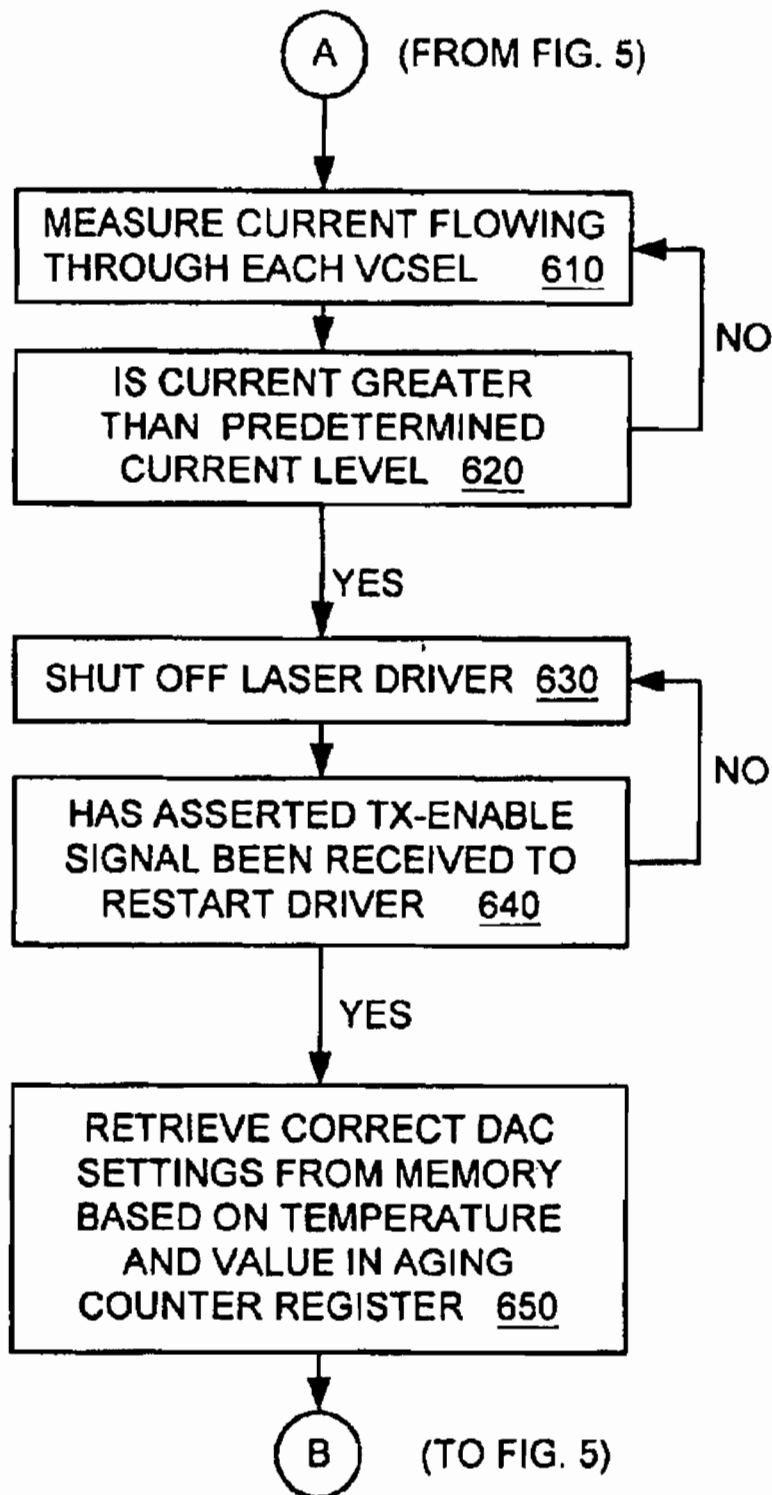 A (FROM FIG. 5)
MEASURE CURRENT FLOWING
THROUGH EACH VCSEL 610
NO
IS CURRENT GREATER
THAN PREDETERMINED
CURRENT LEVEL 620
YES
SHUT OFF LASER DRIVER 630
NO
HAS ASSERTED TX-ENABLE
SIGNAL BEEN RECEIVED TO
RESTART DRIVER 640
YES
RETRIEVE CORRECT DAC
SETTINGS FROM MEMORY
BASED ON TEMPERATURE
AND VALUE IN AGING
COUNTER REGISTER 650
B (TO FIG. 5)